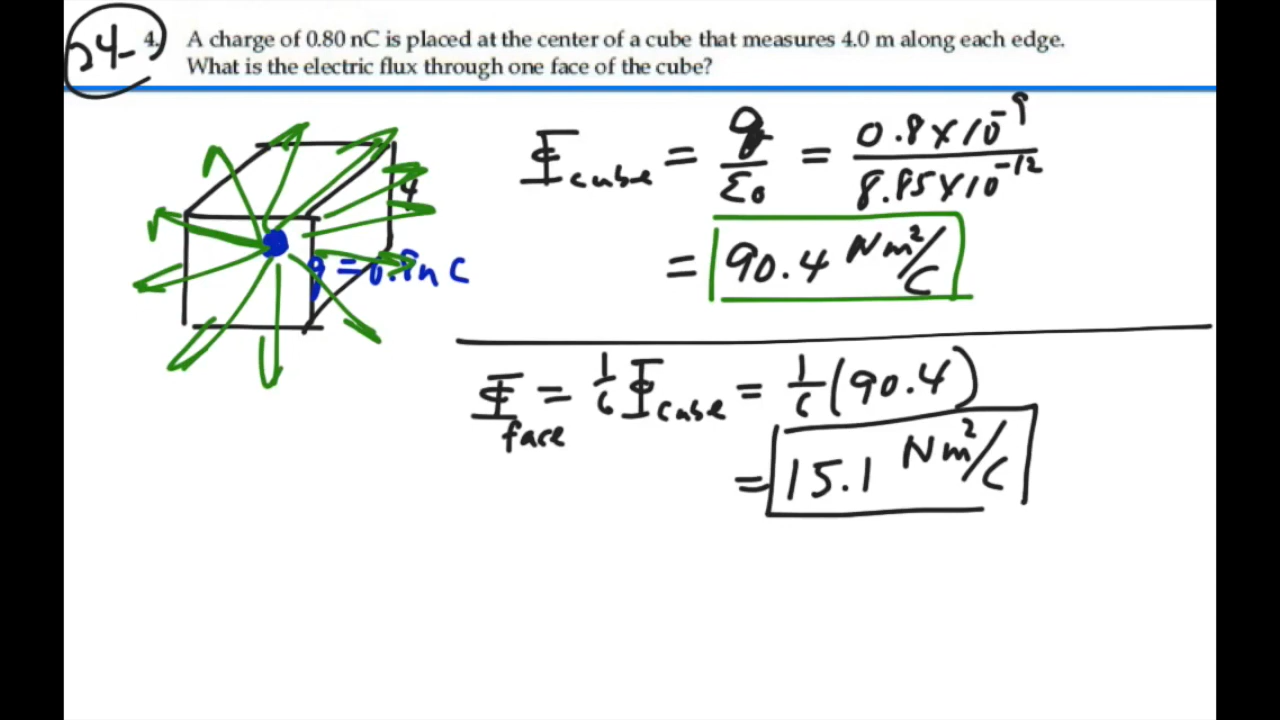 24-
4. A charge of 0.80 nC is placed at the center of a cube that measures 4.0 m along each edge.
What is the electric flux through one face of the cube?
Φcube = q/ε0 = 0.8×10⁻⁹/8.85×10⁻¹²
4
q = 0.8n C
= 90.4 Nm²/C
Φface = 1/6 Φcube = 1/6 (90.4)
= 15.1 Nm²/C